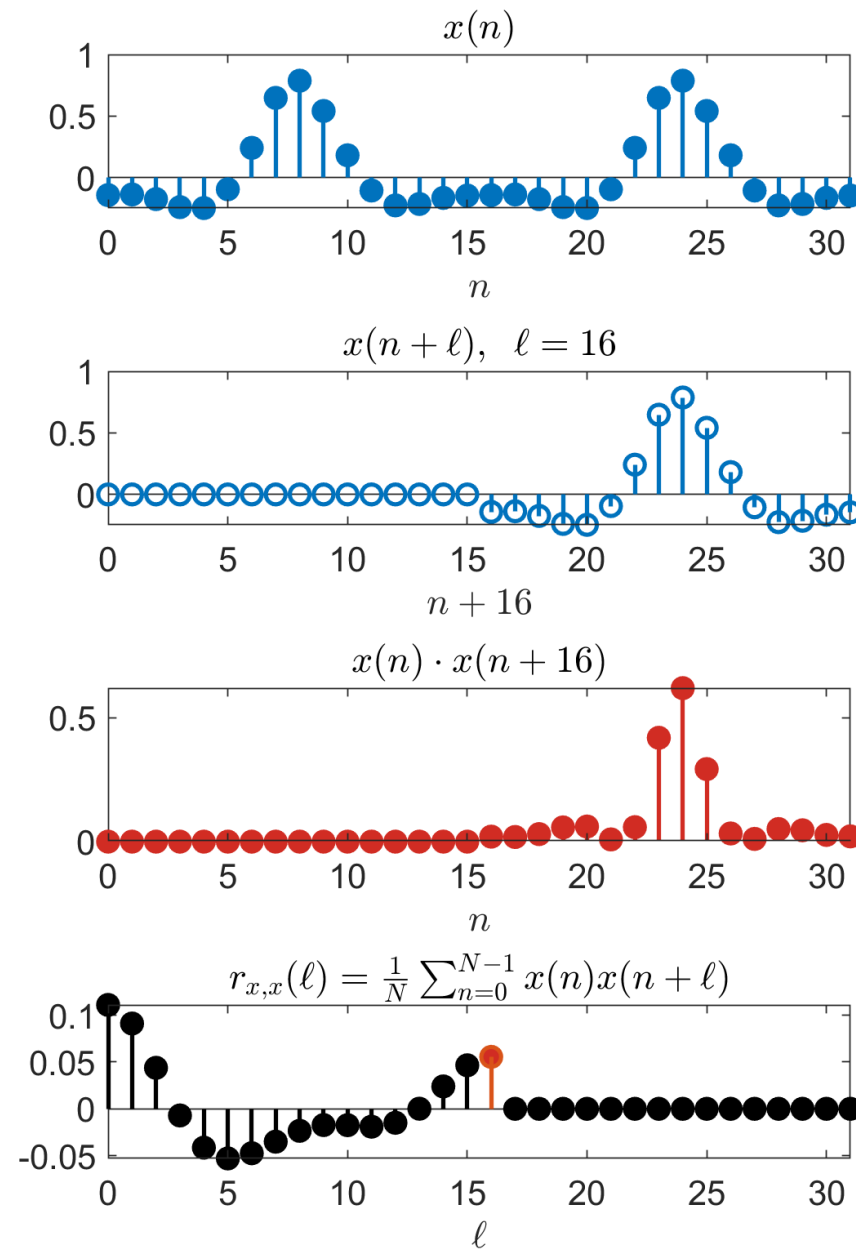 x(n)
1
0.5
0
0 5 10 15 20 25 30
n
x(n + ℓ), ℓ = 16
1
0.5
0
0 5 10 15 20 25 30
n + 16
x(n) · x(n + 16)
0.5
0
0 5 10 15 20 25 30
n
r_{x,x}(ℓ) = \frac{1}{N} \sum_{n=0}^{N-1} x(n)x(n + ℓ)
0.1
0.05
0
-0.05
0 5 10 15 20 25 30
ℓ